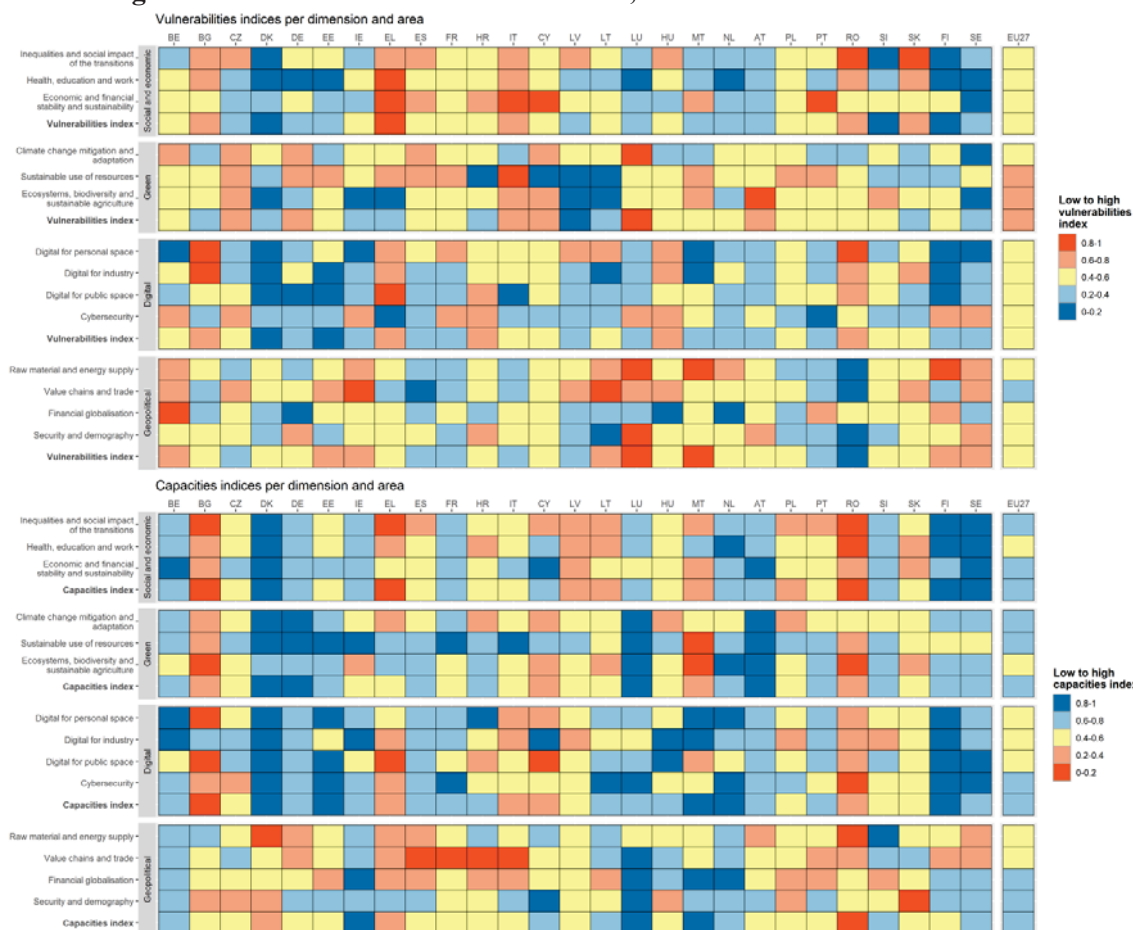 Vulnerabilities indices per dimension and area
BE BG CZ DK DE EE IE EL ES FR HR IT CY LV LT LU HU MT NL AT PL PT RO SI SK FI SE EU27
Social and economic
Inequalities and social impact
of the transitions
Health, education and work
Economic and financial
stability and sustainability
Vulnerabilities index
Green
Climate change mitigation and
adaptation
Sustainable use of resources
Ecosystems, biodiversity and
sustainable agriculture
Vulnerabilities index
Digital
Digital for personal space
Digital for industry
Digital for public space
Cybersecurity
Vulnerabilities index
Geopolitical
Raw material and energy supply
Value chains and trade
Financial globalisation
Security and demography
Vulnerabilities index
Low to high
vulnerabilities
index
0.8-1
0.6-0.8
0.4-0.6
0.2-0.4
0-0.2
Capacities indices per dimension and area
BE BG CZ DK DE EE IE EL ES FR HR IT CY LV LT LU HU MT NL AT PL PT RO SI SK FI SE EU27
Social and economic
Inequalities and social impact
of the transitions
Health, education and work
Economic and financial
stability and sustainability
Capacities index
Green
Climate change mitigation and
adaptation
Sustainable use of resources
Ecosystems, biodiversity and
sustainable agriculture
Capacities index
Digital
Digital for personal space
Digital for industry
Digital for public space
Cybersecurity
Capacities index
Geopolitical
Raw material and energy supply
Value chains and trade
Financial globalisation
Security and demography
Capacities index
Low to high
capacities index
0.8-1
0.6-0.8
0.4-0.6
0.2-0.4
0-0.2